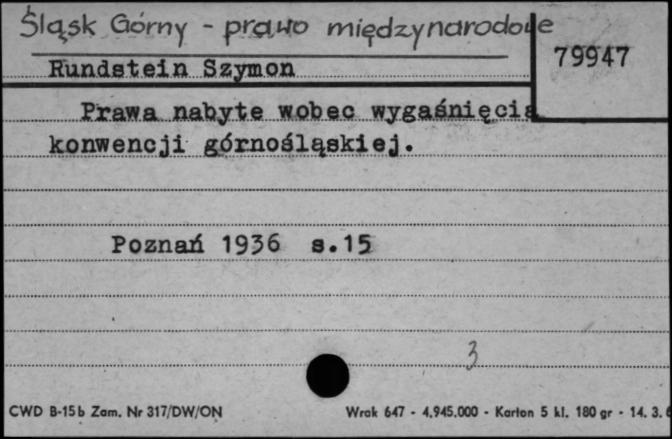 Śląsk Górny - prawo międzynarodowe
79947
Rundstein Szymon
Prawa nabyte wobec wygaśnięcia
konwencji górnośląskiej.
Poznań 1936 s.15
3
CWD B-15b Zam. Nr 317/DW/ON
Wrak 647 - 4.945.000 - Karton 5 kl. 180 gr - 14. 3.